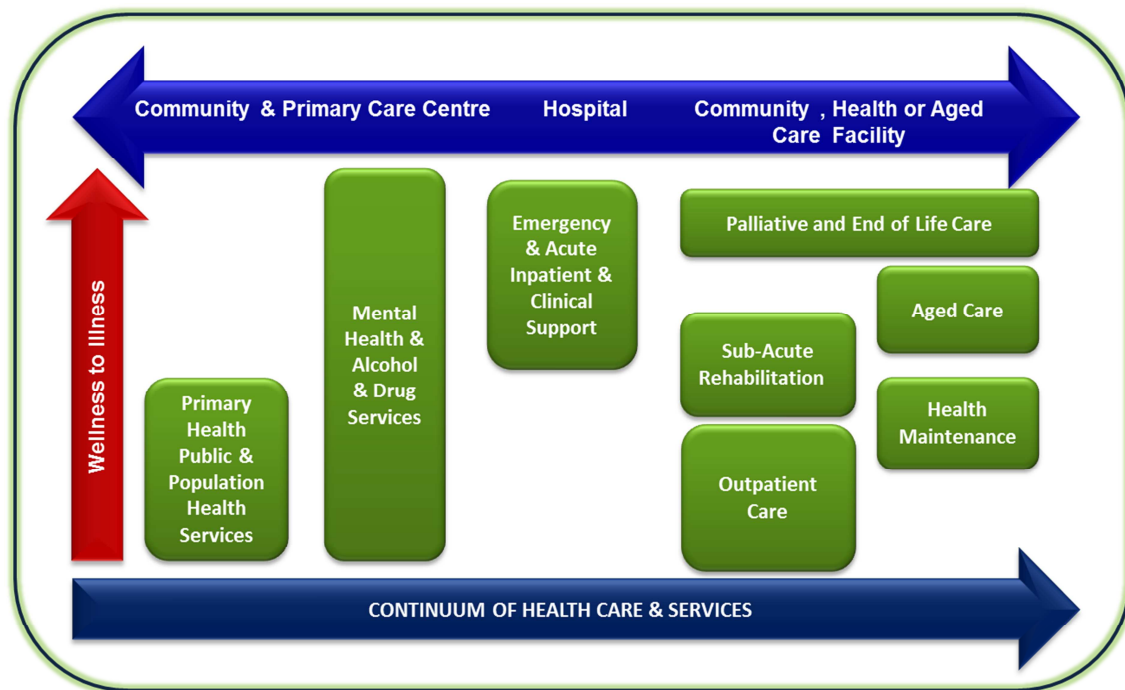 Community & Primary Care Centre
Hospital
Community , Health or Aged
Care Facility
Wellness to Illness
Primary
Health
Public &
Population
Health
Services
Mental
Health &
Alcohol
& Drug
Services
Emergency
& Acute
Inpatient &
Clinical
Support
Palliative and End of Life Care
Aged Care
Sub-Acute
Rehabilitation
Health
Maintenance
Outpatient
Care
CONTINUUM OF HEALTH CARE & SERVICES